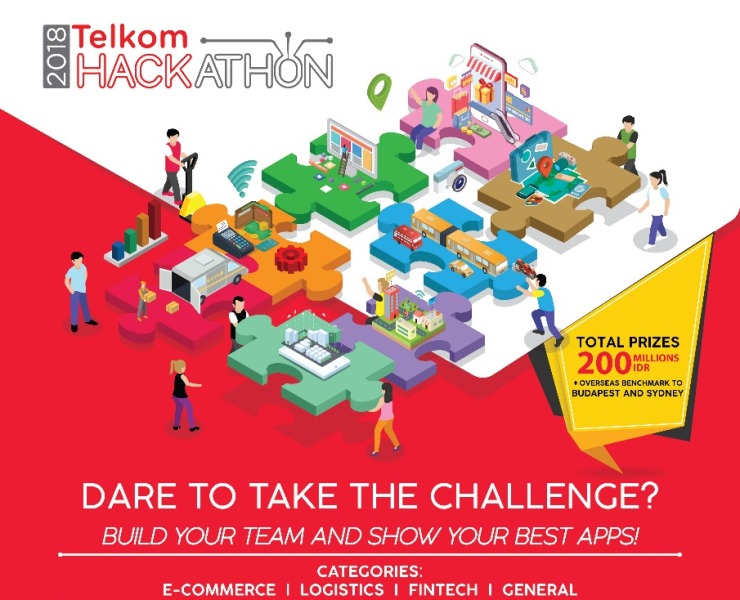 2018
Telkom
HACKATHON
TOTAL PRIZES
200 MILLIONS IDR
+ OVERSEAS BENCHMARK TO
BUDAPEST AND SYDNEY
DARE TO TAKE THE CHALLENGE?
BUILD YOUR TEAM AND SHOW YOUR BEST APPS!
CATEGORIES:
E-COMMERCE | LOGISTICS | FINTECH | GENERAL